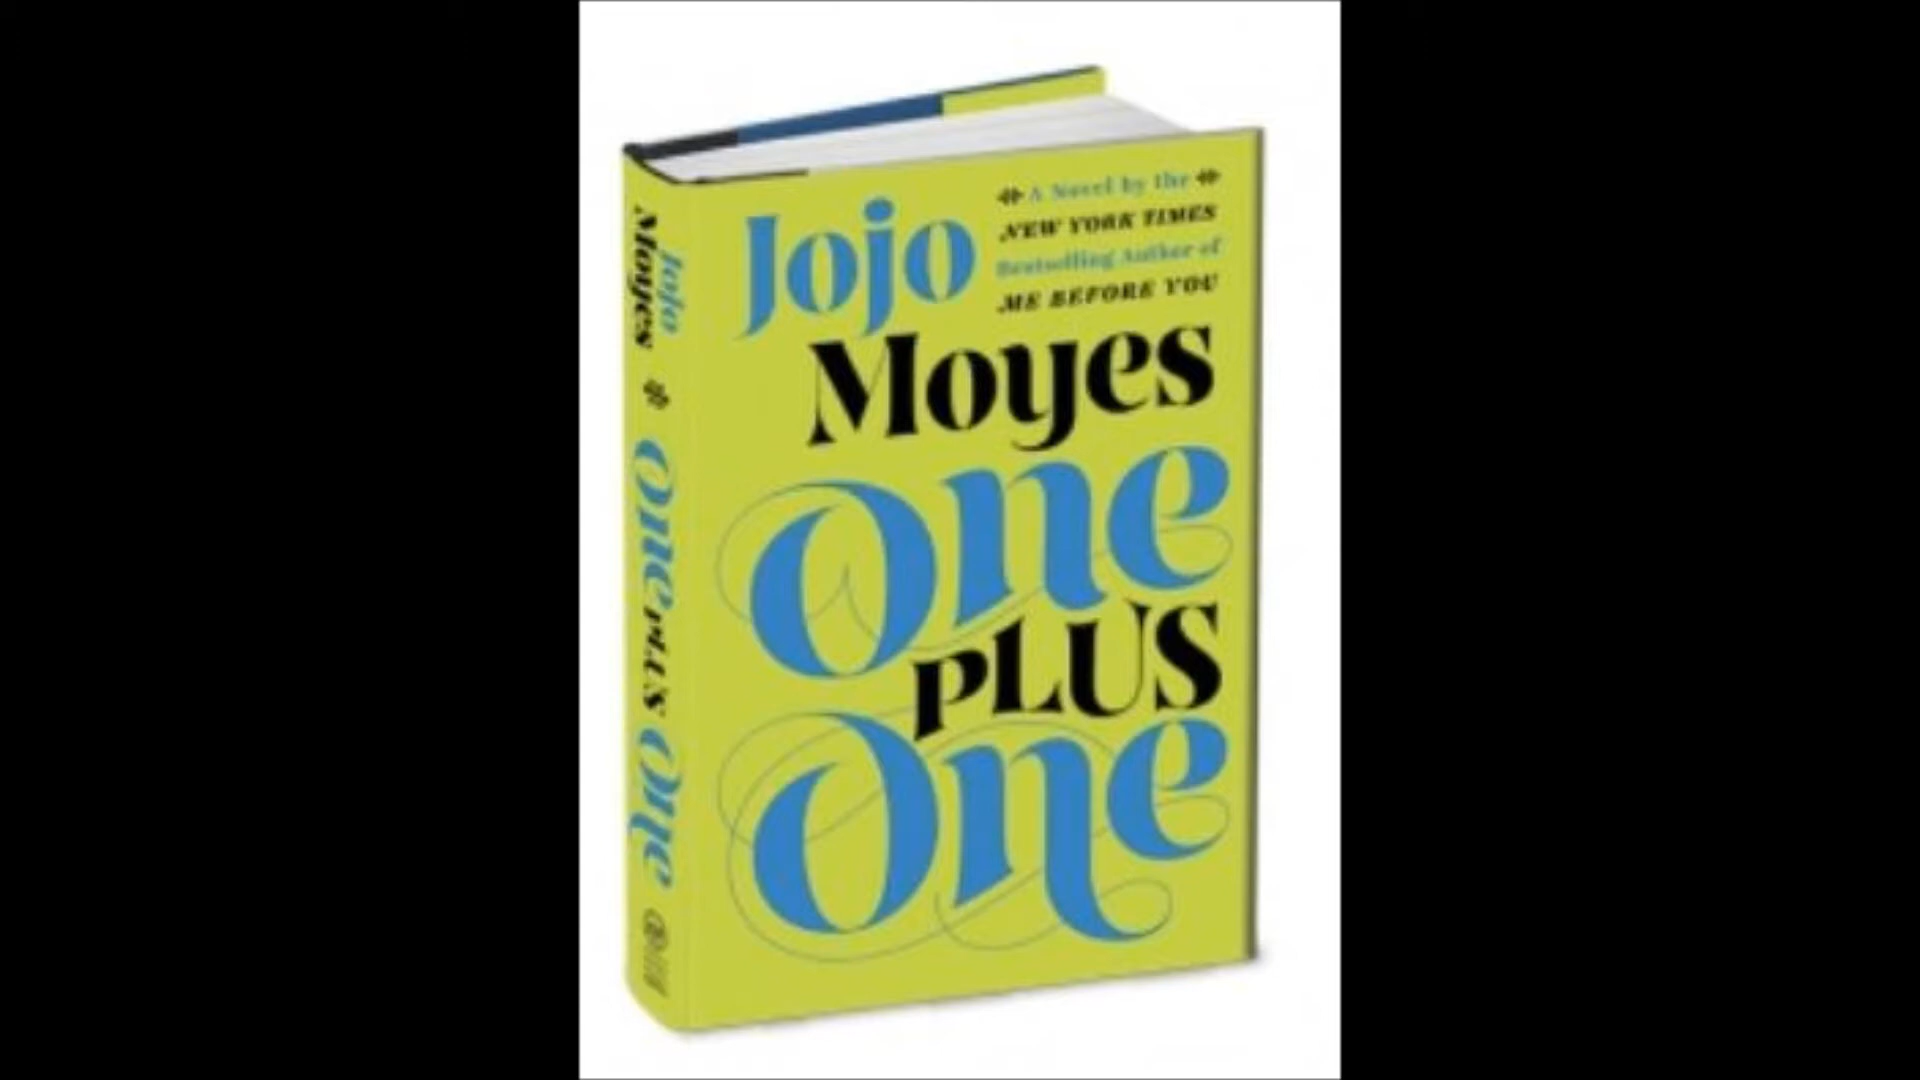 Jojo
Moyes
A Novel by the
NEW YORK TIMES
Bestselling Author of
ME BEFORE YOU
One
PLUS
One
Jojo
Moyes
One PLUS One